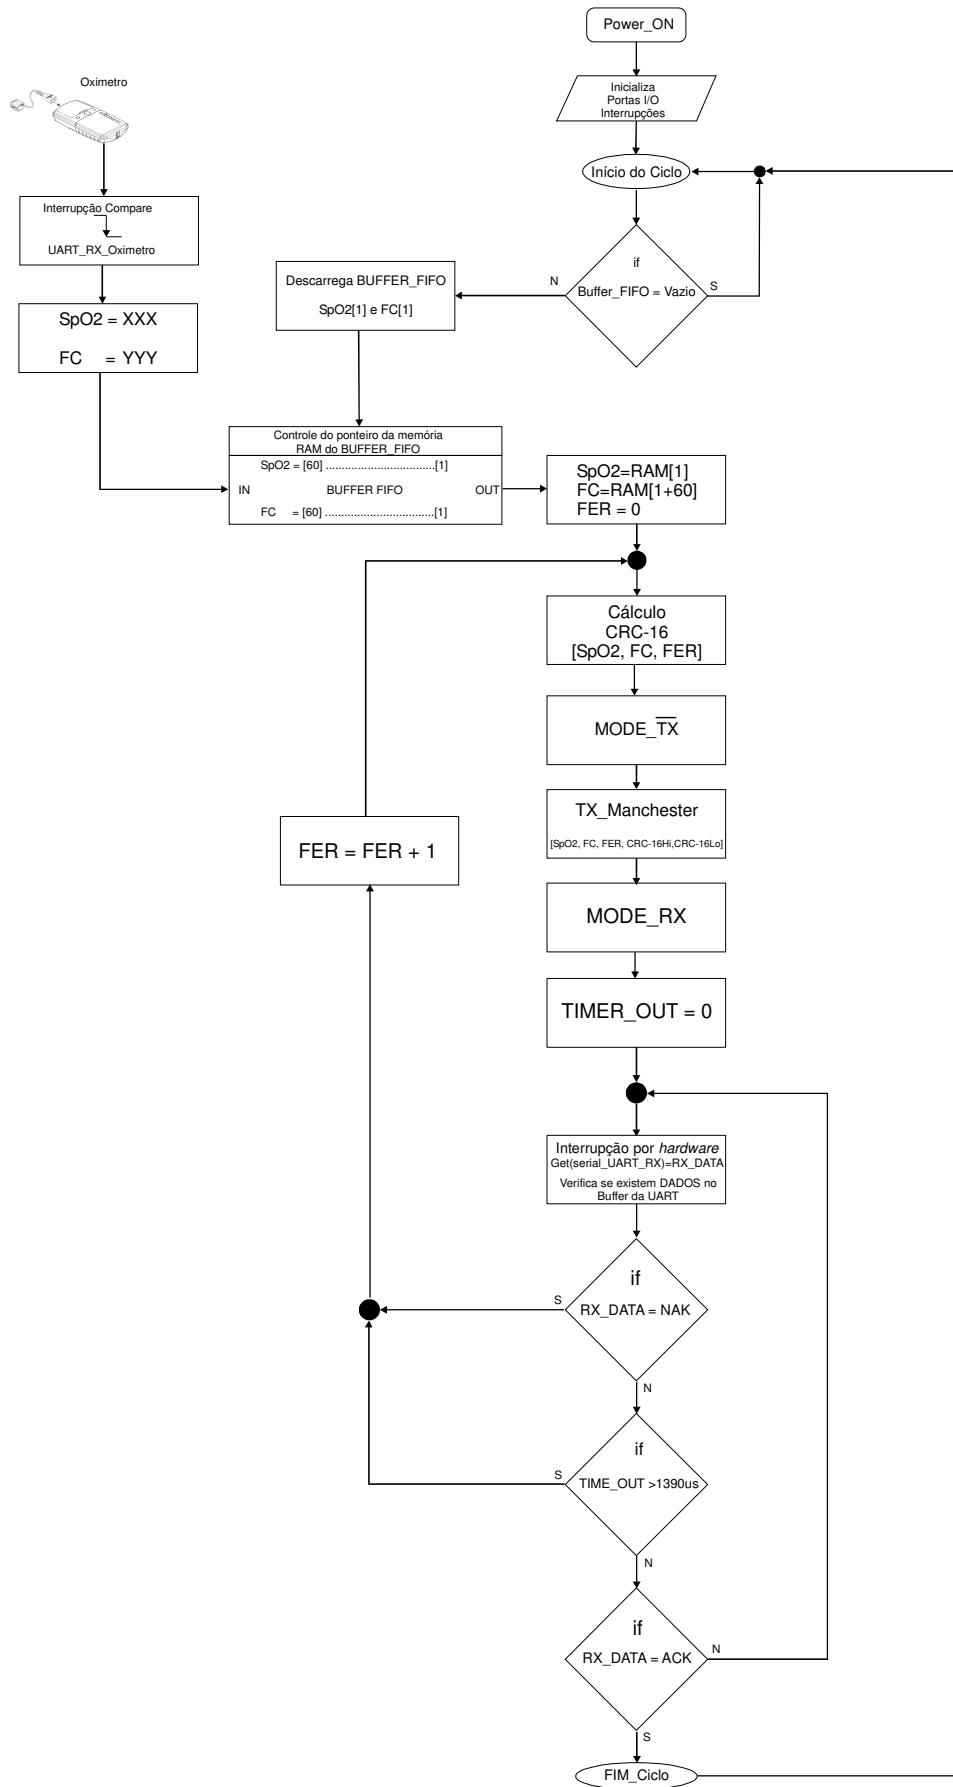 Power_ON
Inicializa
Portas I/O
Interrupções
Oximetro
Início do Ciclo
Interrupção Compare
UART_RX_Oximetro
if
Buffer_FIFO = Vazio
N
S
Descarrega BUFFER_FIFO
SpO2[1] e FC[1]
SpO2 = XXX
FC = YYY
Controle do ponteiro da memória
RAM do BUFFER_FIFO
SpO2 = [60] ..................................[1]
IN BUFFER FIFO OUT
FC = [60] ..................................[1]
SpO2=RAM[1]
FC=RAM[1+60]
FER = 0
Cálculo
CRC-16
[SpO2, FC, FER]
MODE_TX
TX_Manchester
[SpO2, FC, FER, CRC-16Hi,CRC-16Lo]
FER = FER + 1
MODE_RX
TIMER_OUT = 0
Interrupção por hardware
Get(serial_UART_RX)=RX_DATA
Verifica se existem DADOS no
Buffer da UART
if
RX_DATA = NAK
S
N
if
TIME_OUT >1390us
S
N
if
RX_DATA = ACK
N
S
FIM_Ciclo